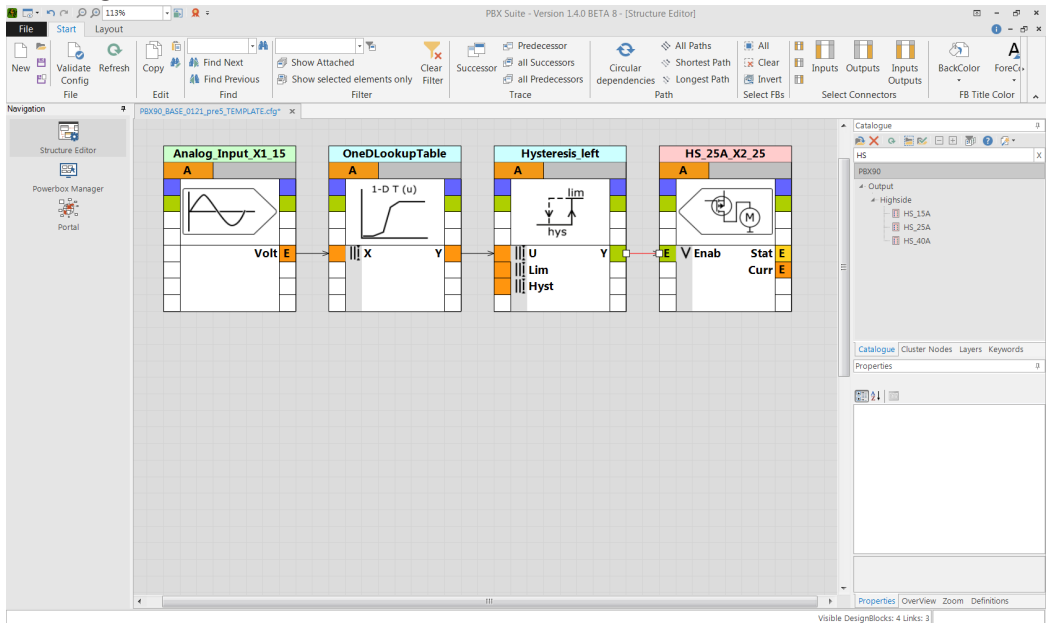 113%
PBX Suite - Version 1.4.0 BETA 8 - [Structure Editor]
File Start Layout
New Validate Config Refresh
File
Copy
Edit
Find Next
Find Previous
Find
Show Attached
Show selected elements only
Clear Filter
Filter
Successor
Predecessor
all Successors
all Predecessors
Trace
Circular dependencies
All Paths
Shortest Path
Longest Path
Path
All
Clear
Invert
Select FBs
Inputs Outputs Inputs Outputs
Select Connectors
BackColor ForeC
FB Title Color
Navigation
Structure Editor
Powerbox Manager
Portal
PBX90_BASE_0121_pre5_TEMPLATE.cfg* x
Analog_Input_X1_15
A
Volt E
OneDLookupTable
A
1-D T (u)
X Y
Hysteresis_left
A
lim
hys
U Y
Lim
Hyst
HS_25A_X2_25
A
M
E Enab Stat E
Curr E
Catalogue
HS X
PBX90
Output
Highside
HS_15A
HS_25A
HS_40A
Catalogue Cluster Nodes Layers Keywords
Properties
Properties OverView Zoom Definitions
Visible DesignBlocks: 4 Links: 3